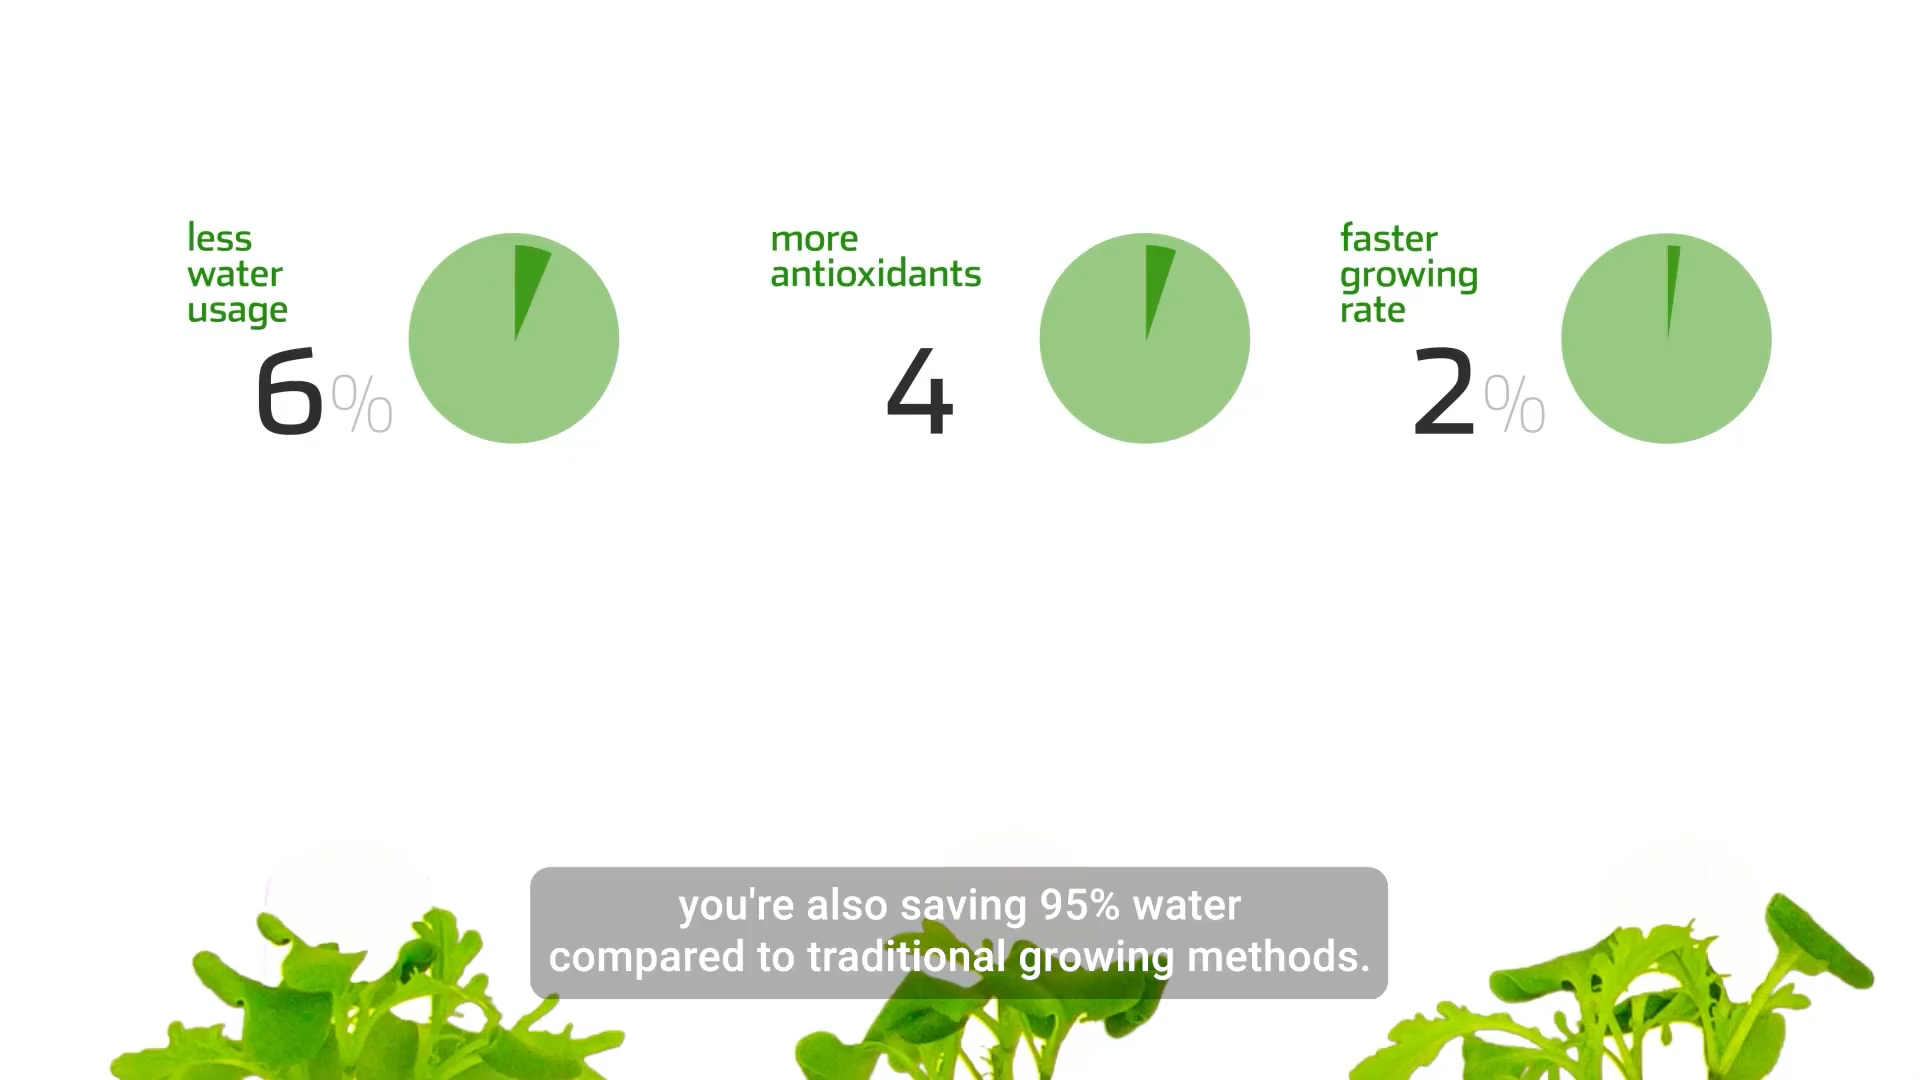 less
water
usage
6%
more
antioxidants
4
faster
growing
rate
2%
you're also saving 95% water
compared to traditional growing methods.